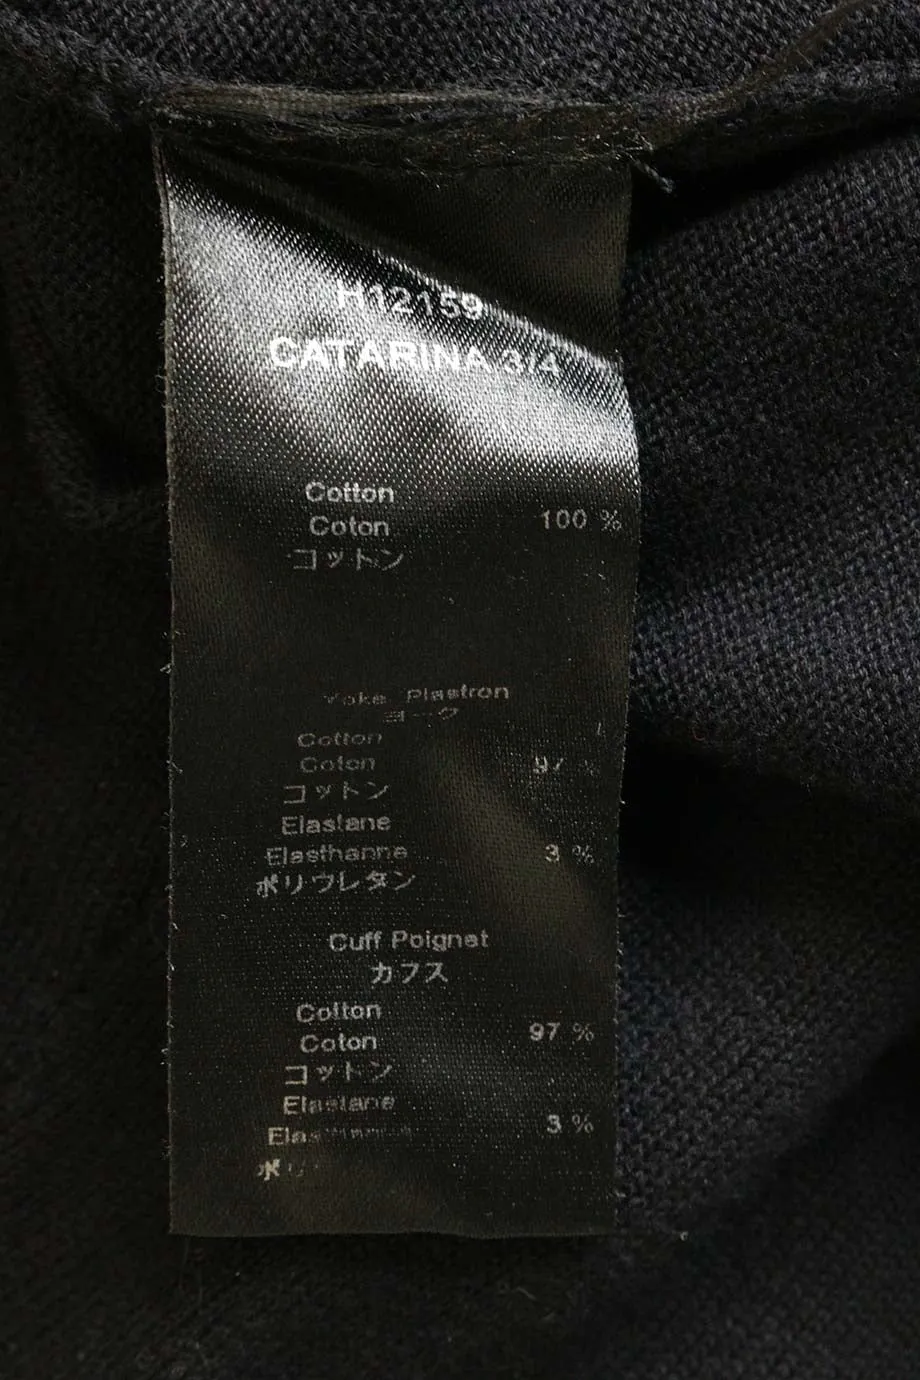 H12159
CATARINA 3/4
Cotton
Coton 100 %
コットン
Yoke Plastron
ヨーク
Cotton
Coton 97 %
コットン
Elastane
Elasthanne 3 %
ポリウレタン
Cuff Poignet
カフス
Cotton
Coton 97 %
コットン
Elastane
3 %